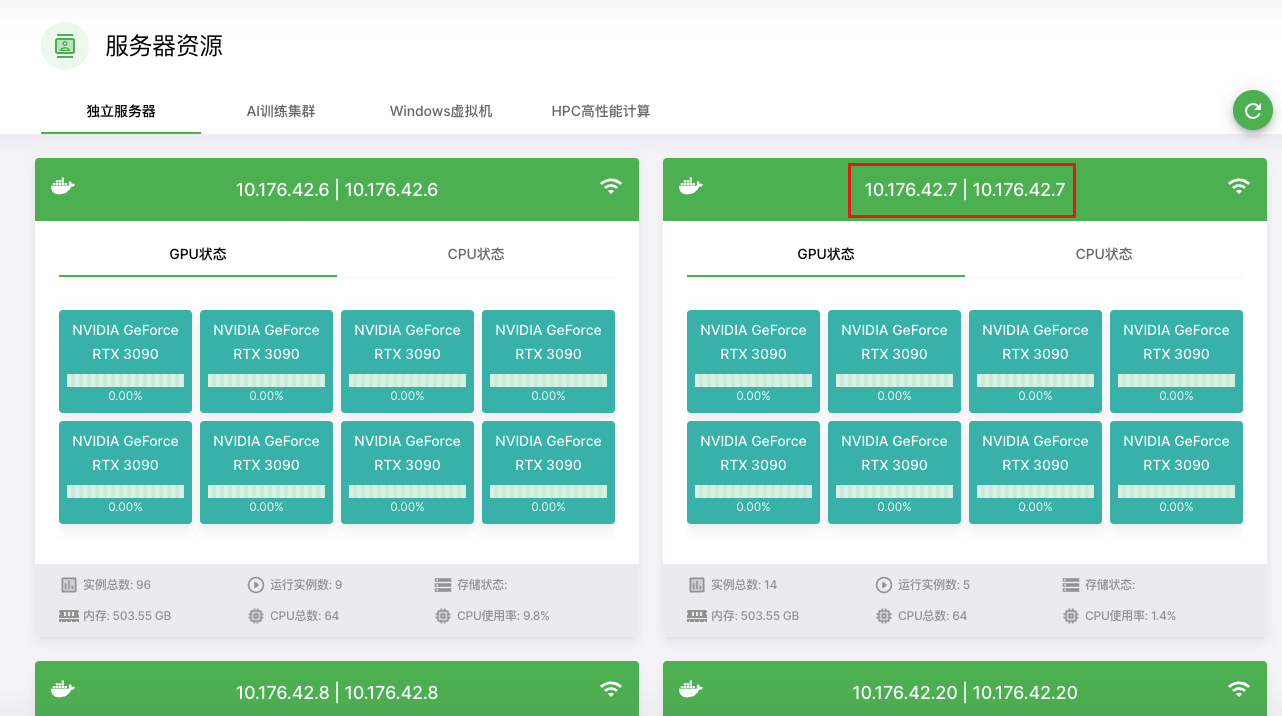 服务器资源
独立服务器
AI训练集群
Windows虚拟机
HPC高性能计算
10.176.42.6 | 10.176.42.6
GPU状态
CPU状态
NVIDIA GeForce
RTX 3090
0.00%
NVIDIA GeForce
RTX 3090
0.00%
NVIDIA GeForce
RTX 3090
0.00%
NVIDIA GeForce
RTX 3090
0.00%
NVIDIA GeForce
RTX 3090
0.00%
NVIDIA GeForce
RTX 3090
0.00%
NVIDIA GeForce
RTX 3090
0.00%
NVIDIA GeForce
RTX 3090
0.00%
实例总数: 96
运行实例数: 9
存储状态:
内存: 503.55 GB
CPU总数: 64
CPU使用率: 9.8%
10.176.42.7 | 10.176.42.7
GPU状态
CPU状态
NVIDIA GeForce
RTX 3090
0.00%
NVIDIA GeForce
RTX 3090
0.00%
NVIDIA GeForce
RTX 3090
0.00%
NVIDIA GeForce
RTX 3090
0.00%
NVIDIA GeForce
RTX 3090
0.00%
NVIDIA GeForce
RTX 3090
0.00%
NVIDIA GeForce
RTX 3090
0.00%
NVIDIA GeForce
RTX 3090
0.00%
实例总数: 14
运行实例数: 5
存储状态:
内存: 503.55 GB
CPU总数: 64
CPU使用率: 1.4%
10.176.42.8 | 10.176.42.8
10.176.42.20 | 10.176.42.20